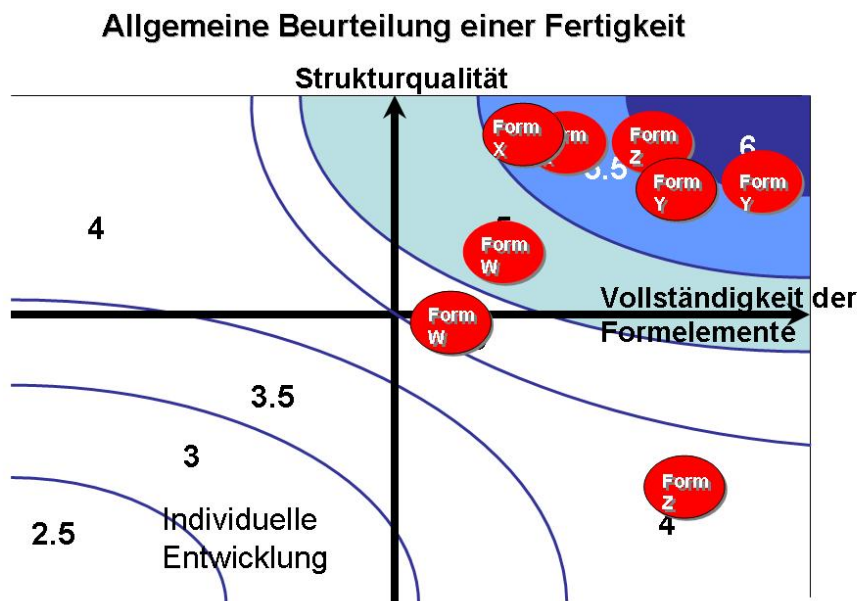 Allgemeine Beurteilung einer Fertigkeit
Strukturqualität
Form
X
Form
Z
6
5.5
Form
Y
Form
Y
4
Form
W
Vollständigkeit der
Formelemente
Form
W
3.5
3
Form
Z
4
2.5
Individuelle
Entwicklung